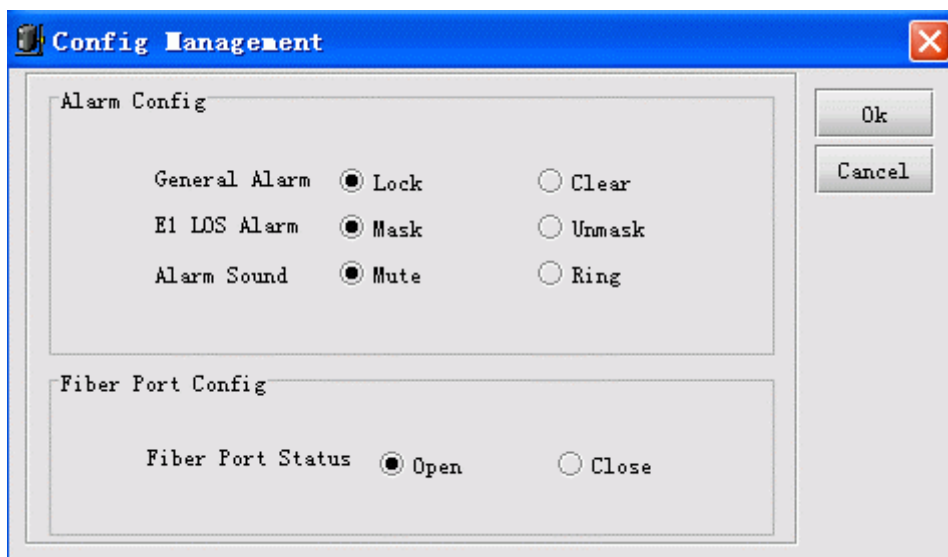 Config Management
Alarm Config
Ok
General Alarm Lock Clear
Cancel
E1 LOS Alarm Mask Unmask
Alarm Sound Mute Ring
Fiber Port Config
Fiber Port Status Open Close